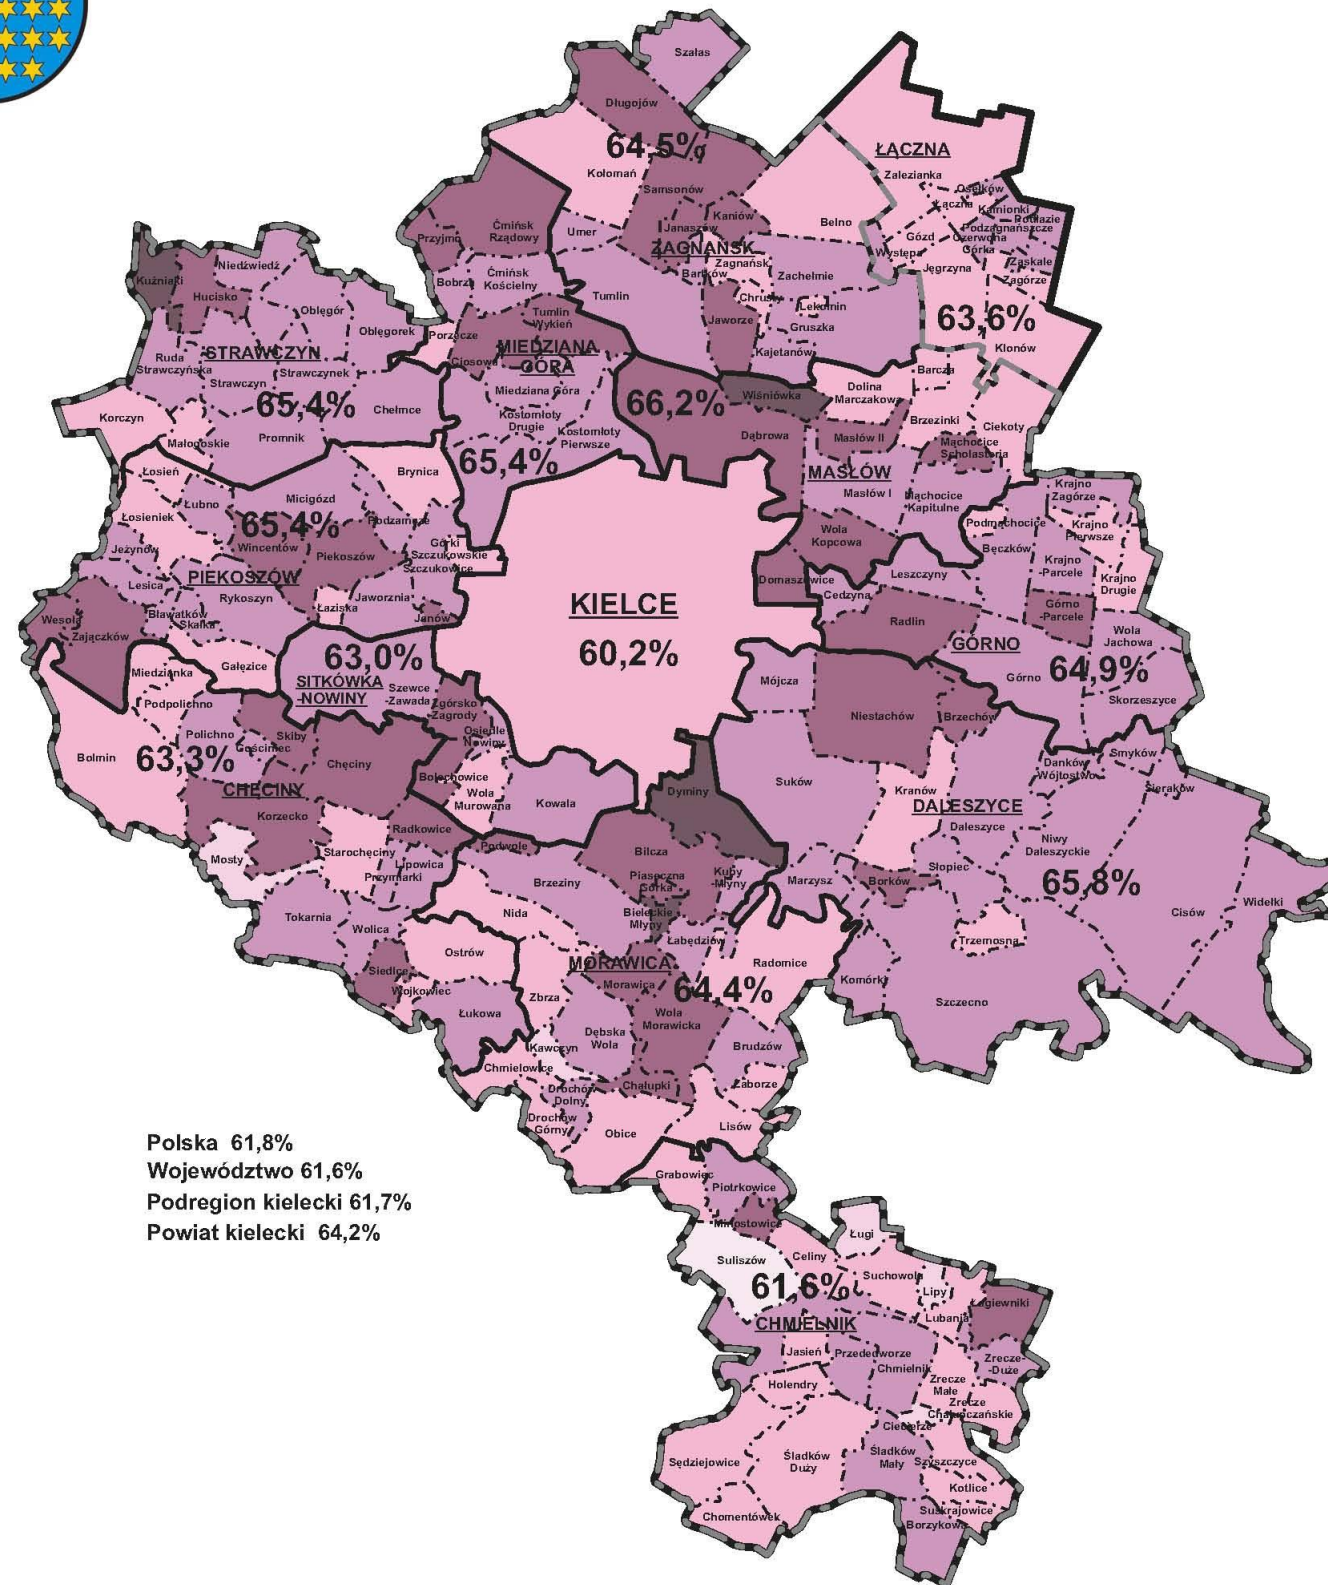 Szałas
Długojów
64,5%
Kołomań
Samsonów
ŁĄCZNA
Zalezianka
Osełków
Łączna
Kamionki
Podłazie
Podzagnańszcze
Czerwona
Górka
Gózd
Występa
Jęgrzyna
Zaskale
Zagórze
63,6%
Klonów
Belno
Kaniów
Janaszów
ZAGNAŃSK
Zagnańsk
Bartków
Zachełmie
Chrusty
Lekomin
Gruszka
Jaworze
Kajetanów
Umer
Tumlin
Ćmińsk
Rządowy
Przyjmo
Ćmińsk
Kościelny
Bobrza
Tumlin
Wykień
Porzecze
Ciosowa
MIEDZIANA
GÓRA
Miedziana Góra
Kostomłoty
Drugie
Kostomłoty
Pierwsze
65,4%
Kuźniaki
Niedźwiedź
Hucisko
Oblęgór
Oblęgorek
Ruda
Strawczyńska
STRAWCZYN
Strawczyn
Strawczynek
65,4%
Chełmce
Korczyn
Małogoskie
Promnik
66,2%
Wiśniówka
Dąbrowa
Dolina
Marczakowa
Barcza
Brzezinki
Ciekoty
Masłów II
Mąchocice
Scholasteria
MASŁÓW
Masłów I
Mąchocice
Kapitulne
Wola
Kopcowa
Domaszowice
Łosień
Łosieniek
Łubno
Micigózd
Brynica
65,4%
Podzamcze
Wincentów
Piekoszów
Górki
Szczukowskie
Szczukowice
Jeżynów
PIEKOSZÓW
Lesica
Rykoszyn
Jaworznia
Łaziska
Janów
Bławatków
Skałka
Wesoła
Zajączków
Gałęzice
KIELCE
60,2%
Krajno
Zagórze
Podmąchocice
Krajno
Pierwsze
Bęczków
Krajno
-Parcele
Krajno
Drugie
Leszczyny
Cedzyna
Górno
-Parcele
Radlin
Wola
Jachowa
GÓRNO
64,9%
Górno
Skorzeszyce
63,0%
SITKÓWKA
-NOWINY
Szewce
-Zawada
Zgórsko
Zagrody
Osiedle
Nowiny
Bolechowice
Wola
Murowana
Kowala
Miedzianka
Podpolichno
Polichno
Gościniec
Skiby
Bolmin
63,3%
Chęciny
CHĘCINY
Korzecko
Radkowice
Mosty
Starochęciny
Lipowica
Przymiarki
Tokarnia
Wolica
Siedlce
Ostrów
Wojkowiec
Łukowa
Mójcza
Niestachów
Brzechów
Suków
Kranów
DALESZYCE
Daleszyce
Danków
Wójtostwo
Smyków
Sieraków
Niwy
Daleszyckie
Słopiec
65,8%
Marzysz
Borków
Trzemosna
Cisów
Widełki
Komórki
Szczecno
Dyminy
Podwole
Bilcza
Brzeziny
Piaseczna
Górka
Kuby
-Młyny
Bieleckie
Młyny
Nida
Łabędziów
MORAWICA
Morawica
64,4%
Radomice
Zbrza
Wola
Morawicka
Dębska
Wola
Brudzów
Kawczyn
Chmielowice
Drochów
Dolny
Chałupki
Zaborze
Drochów
Górny
Obice
Lisów
Polska 61,8%
Województwo 61,6%
Podregion kielecki 61,7%
Powiat kielecki 64,2%
Grabowiec
Piotrkowice
Minostowice
Suliszów
Celiny
Ługi
61,6%
Suchowola
Lipy
Łagiewniki
Lubania
CHMIELNIK
Jasień
Przededworze
Chmielnik
Zrecze-
-Duże
Holendry
Zrecze
Małe
Zrecze
Chałupczańskie
Ciecierze
Śladków
Mały
Szyszczyce
Sędziejowice
Śladków
Duży
Kotlice
Suskrajowice
Chomentówek
Borzykowa